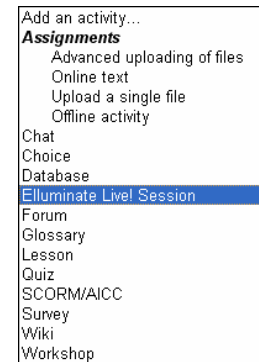 Add an activity...
Assignments
Advanced uploading of files
Online text
Upload a single file
Offline activity
Chat
Choice
Database
Elluminate Live! Session
Forum
Glossary
Lesson
Quiz
SCORM/AICC
Survey
Wiki
Workshop